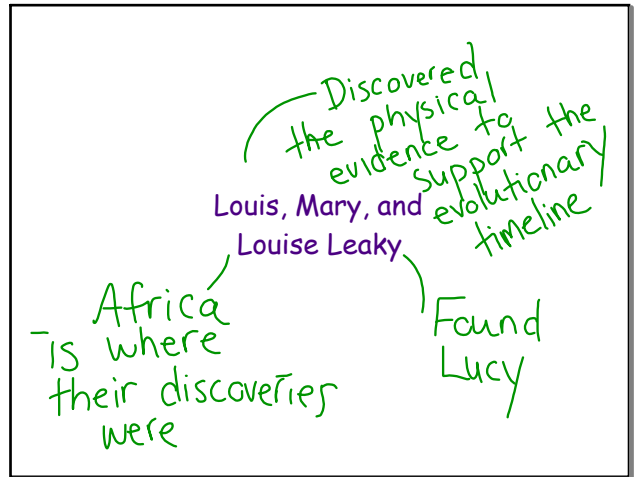 Discovered
the physical
evidence to
support the
evolutionary
timeline
Louis, Mary, and
Louise Leaky
Africa
is where
their discoveries
were
Found
Lucy